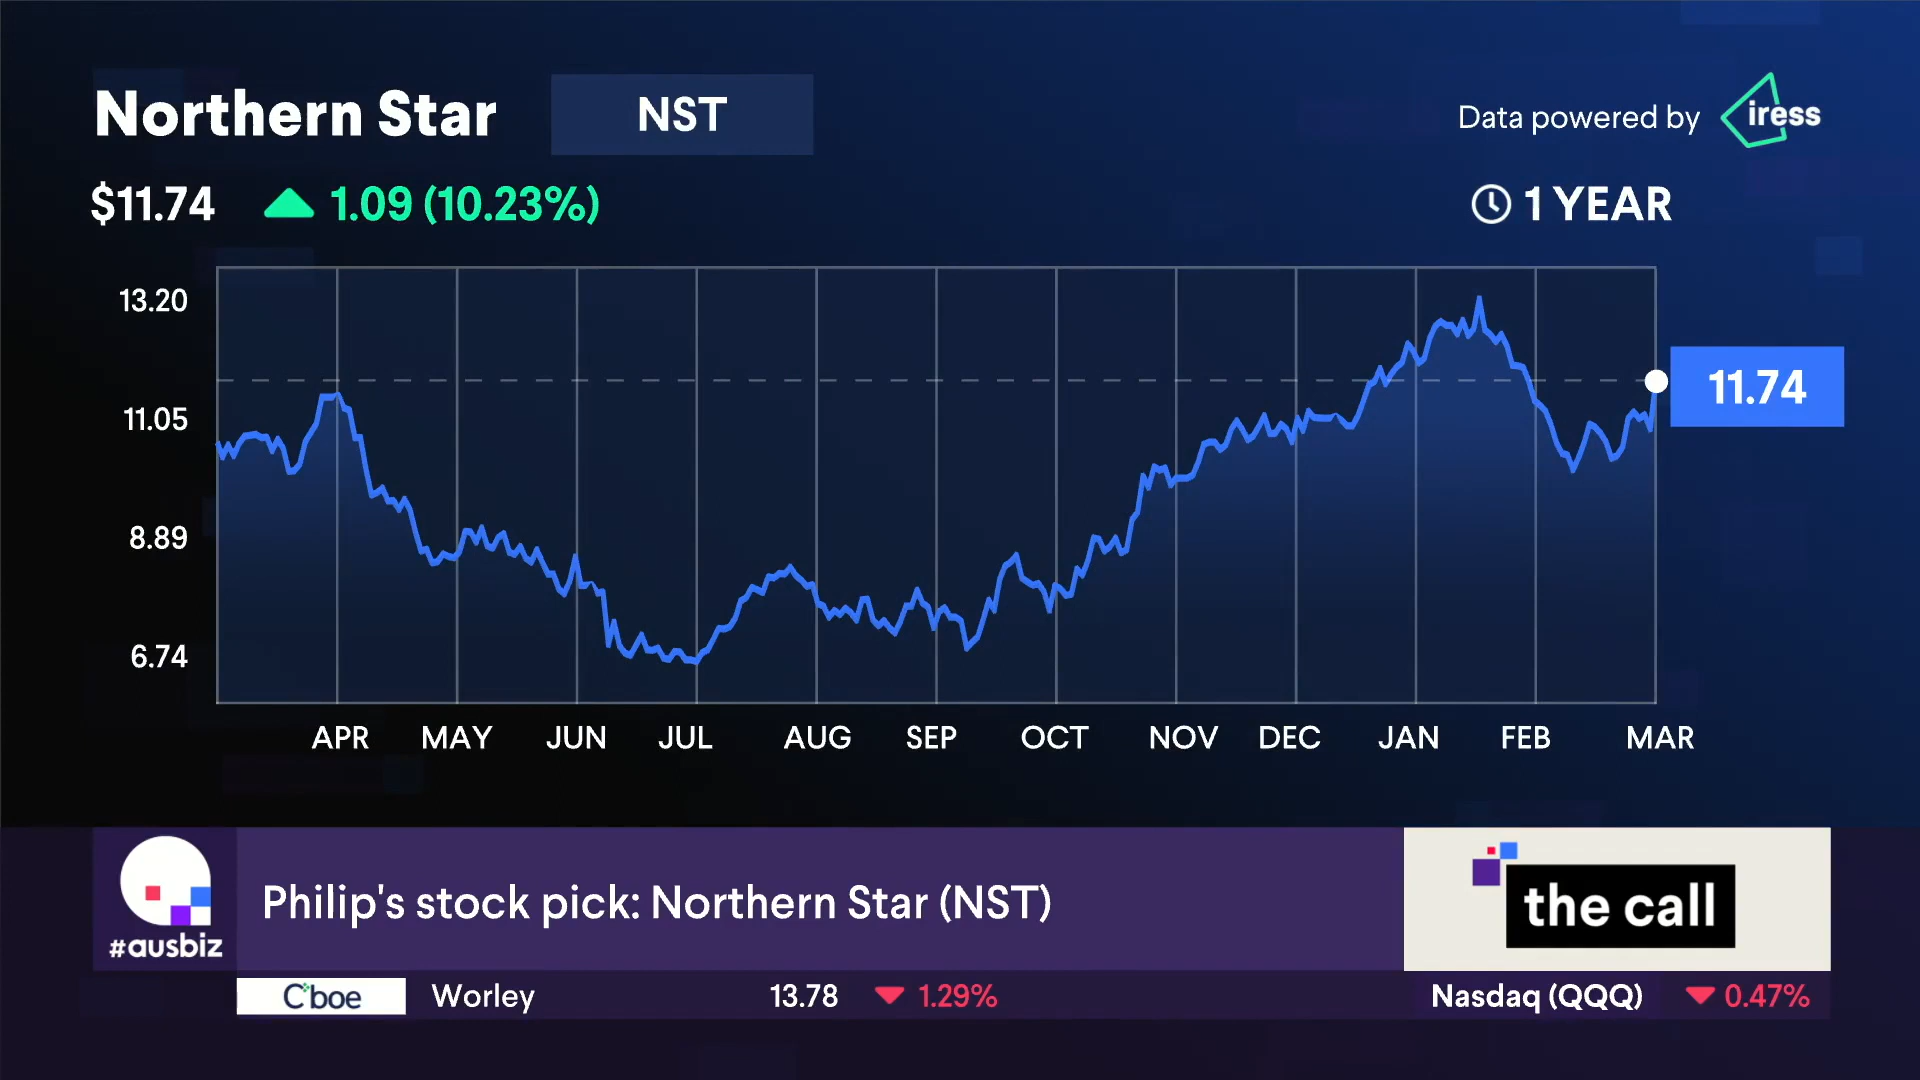 Northern Star
NST
Data powered by iress
$11.74 1.09 (10.23%)
1 YEAR
13.20
11.05
8.89
6.74
11.74
APR MAY JUN JUL AUG SEP OCT NOV DEC JAN FEB MAR
#ausbiz
Philip's stock pick: Northern Star (NST)
the call
Cboe Worley 13.78 1.29% Nasdaq (QQQ) 0.47%